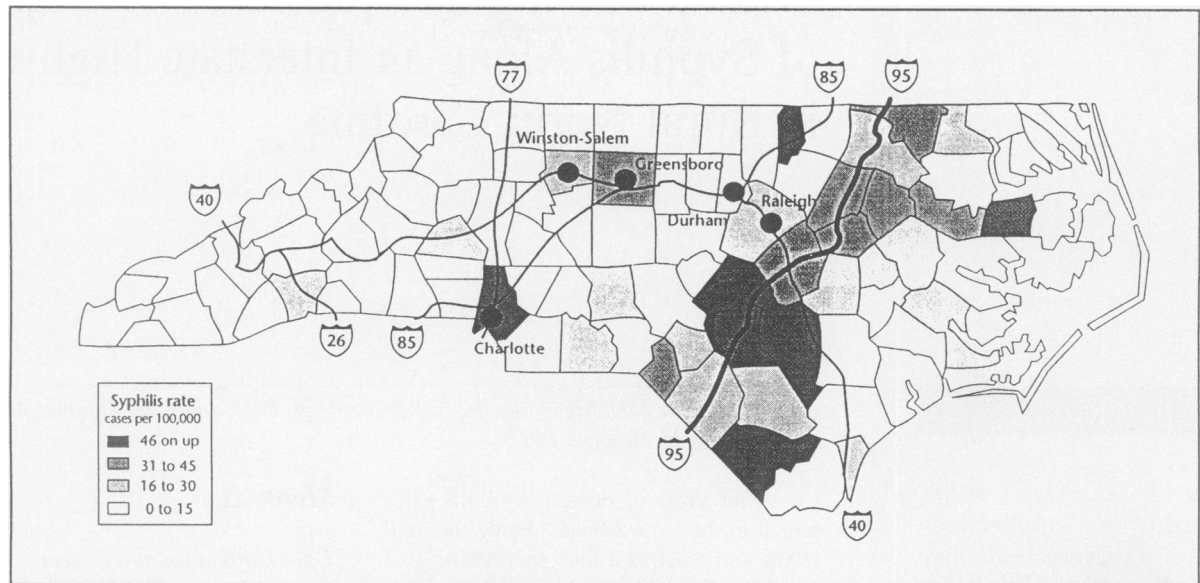 77
85
95
Winston-Salem
Greensboro
40
Raleigh
Durham
26
85
Charlotte
Syphilis rate
cases per 100,000
46 on up
31 to 45
16 to 30
0 to 15
95
40